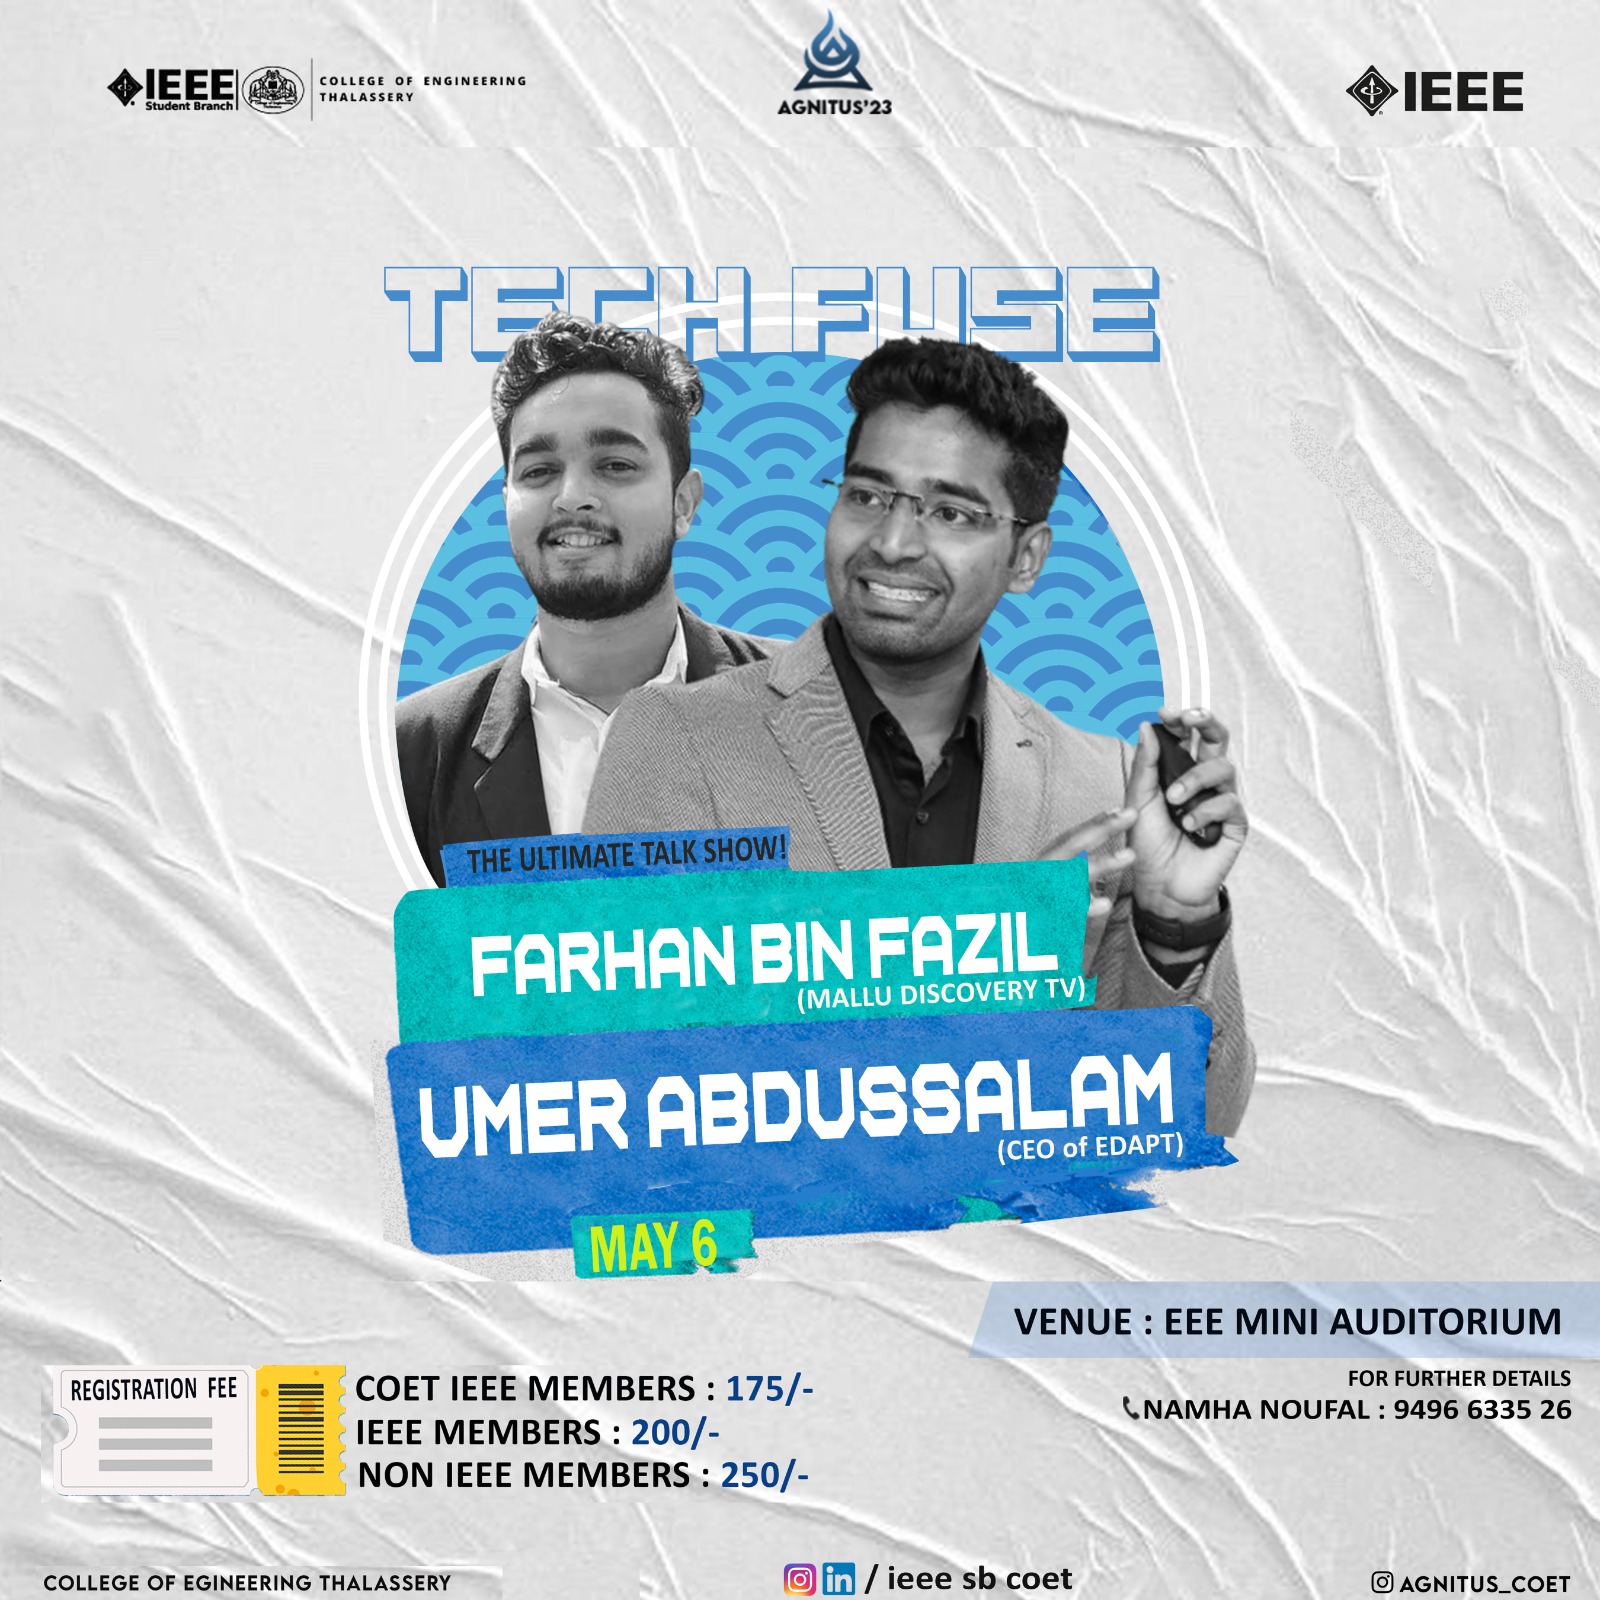 IEEE
Student Branch
COLLEGE OF ENGINEERING
THALASSERY
AGNITUS'23
IEEE
TECH FUSE
THE ULTIMATE TALK SHOW!
FARHAN BIN FAZIL
(MALLU DISCOVERY TV)
UMER ABDUSSALAM
(CEO of EDAPT)
MAY 6
VENUE : EEE MINI AUDITORIUM
REGISTRATION FEE
COET IEEE MEMBERS : 175/-
IEEE MEMBERS : 200/-
NON IEEE MEMBERS : 250/-
FOR FURTHER DETAILS
NAMHA NOUFAL : 9496 6335 26
COLLEGE OF EGINEERING THALASSERY
/ ieee sb coet
AGNITUS_COET